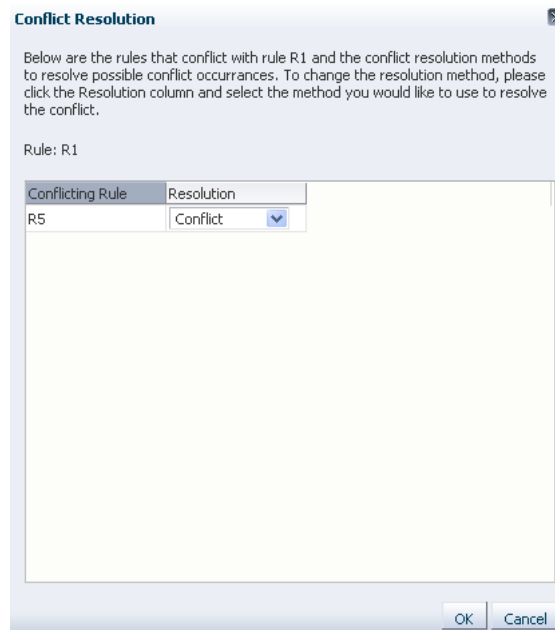 Conflict Resolution
Below are the rules that conflict with rule R1 and the conflict resolution methods
to resolve possible conflict occurrances. To change the resolution method, please
click the Resolution column and select the method you would like to use to resolve
the conflict.
Rule: R1
Conflicting Rule Resolution
R5 Conflict
OK Cancel